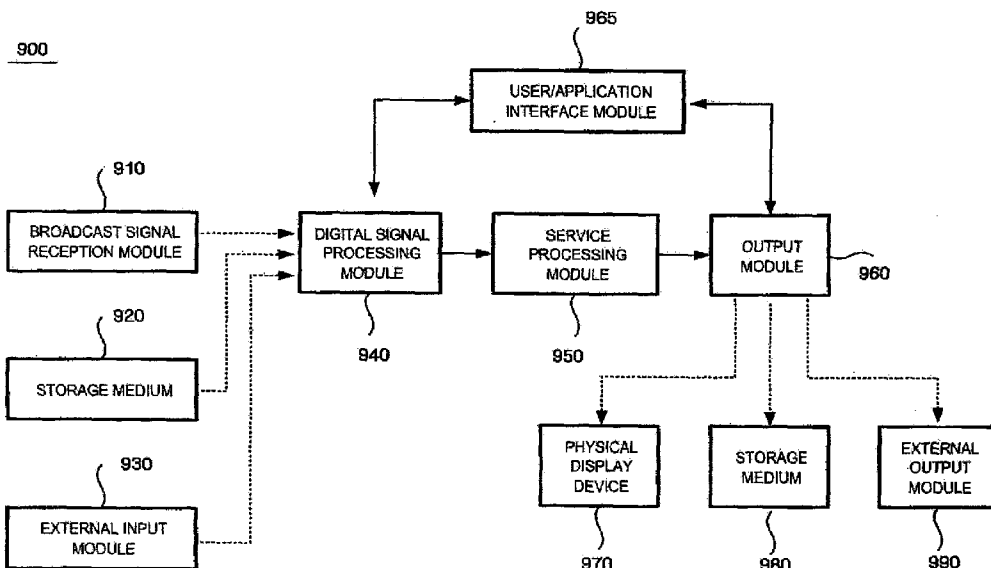 900
965
USER/APPLICATION
INTERFACE MODULE
910
BROADCAST SIGNAL
RECEPTION MODULE
DIGITAL SIGNAL
PROCESSING
MODULE
940
SERVICE
PROCESSING
MODULE
950
OUTPUT
MODULE
960
920
STORAGE MEDIUM
930
EXTERNAL INPUT
MODULE
PHYSICAL
DISPLAY
DEVICE
970
STORAGE
MEDIUM
980
EXTERNAL
OUTPUT
MODULE
990